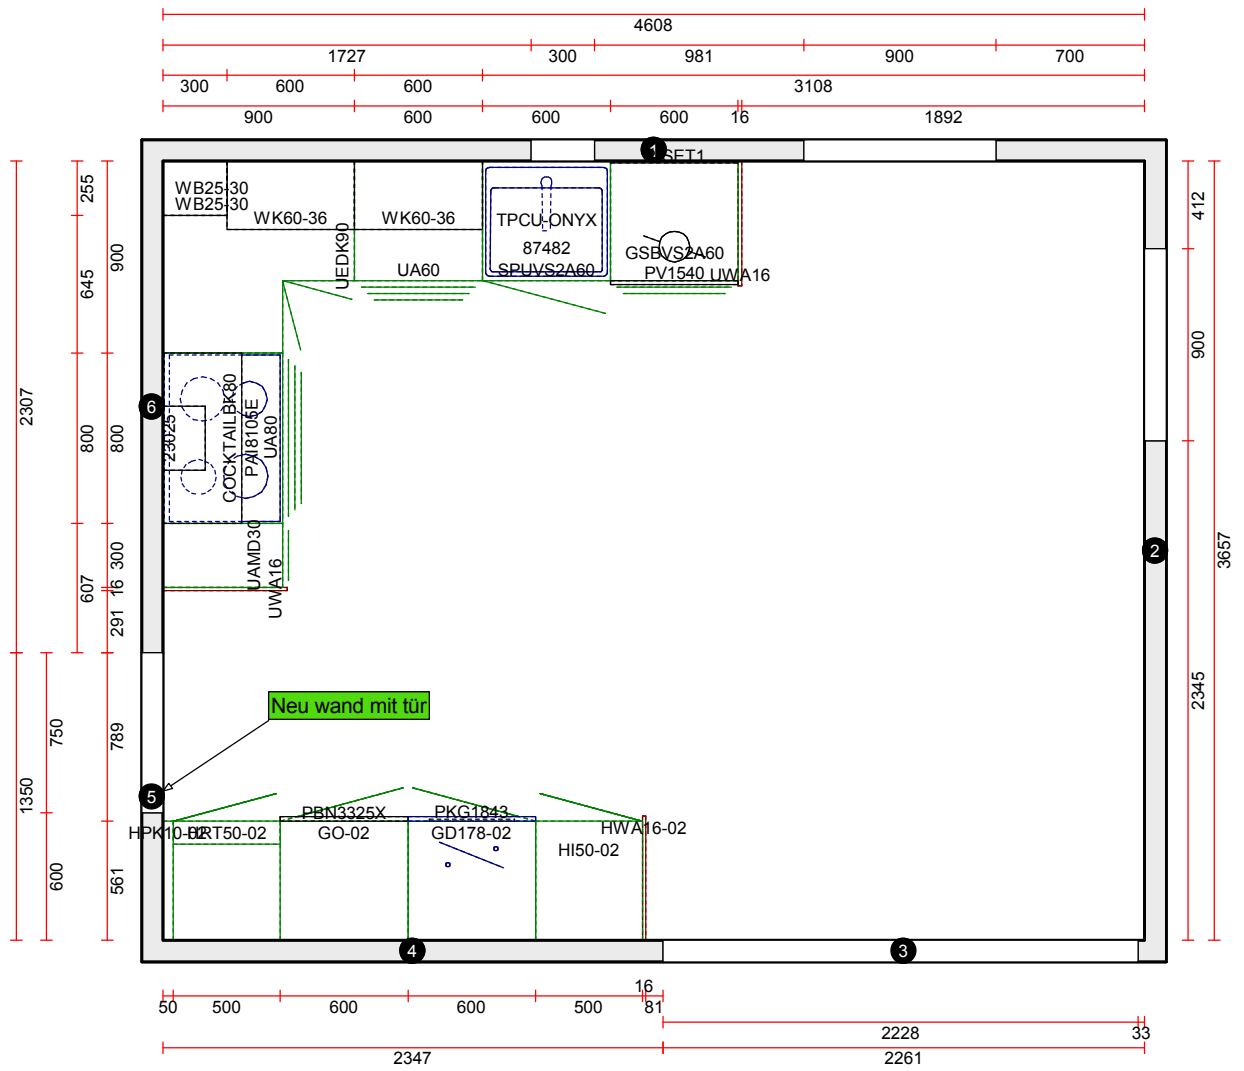 4608
1727 300 981 900 700
300 600 600 3108
900 600 600 600 16 1892
1
WB25-30
WB25-30
WK60-36
WK60-36
UEDK90
UA60
TPCU-ONYX
87482
SPUVS2A60
GSBVS2A60
PV1540
UWA16
255
645
900
2307
800
800
607
300
16
291
750
789
1350
600
561
412
900
3657
2345
6
23025
COCKTAILBK80
PAI8105E
UA80
UAMD30
UWA16
2
Neu wand mit tür
5
PBN3325X
PKG1843
HPK10-02
HRT50-02
GO-02
GD178-02
HWA16-02
HI50-02
4
3
16
50 500 600 600 500 81
2228 33
2347 2261